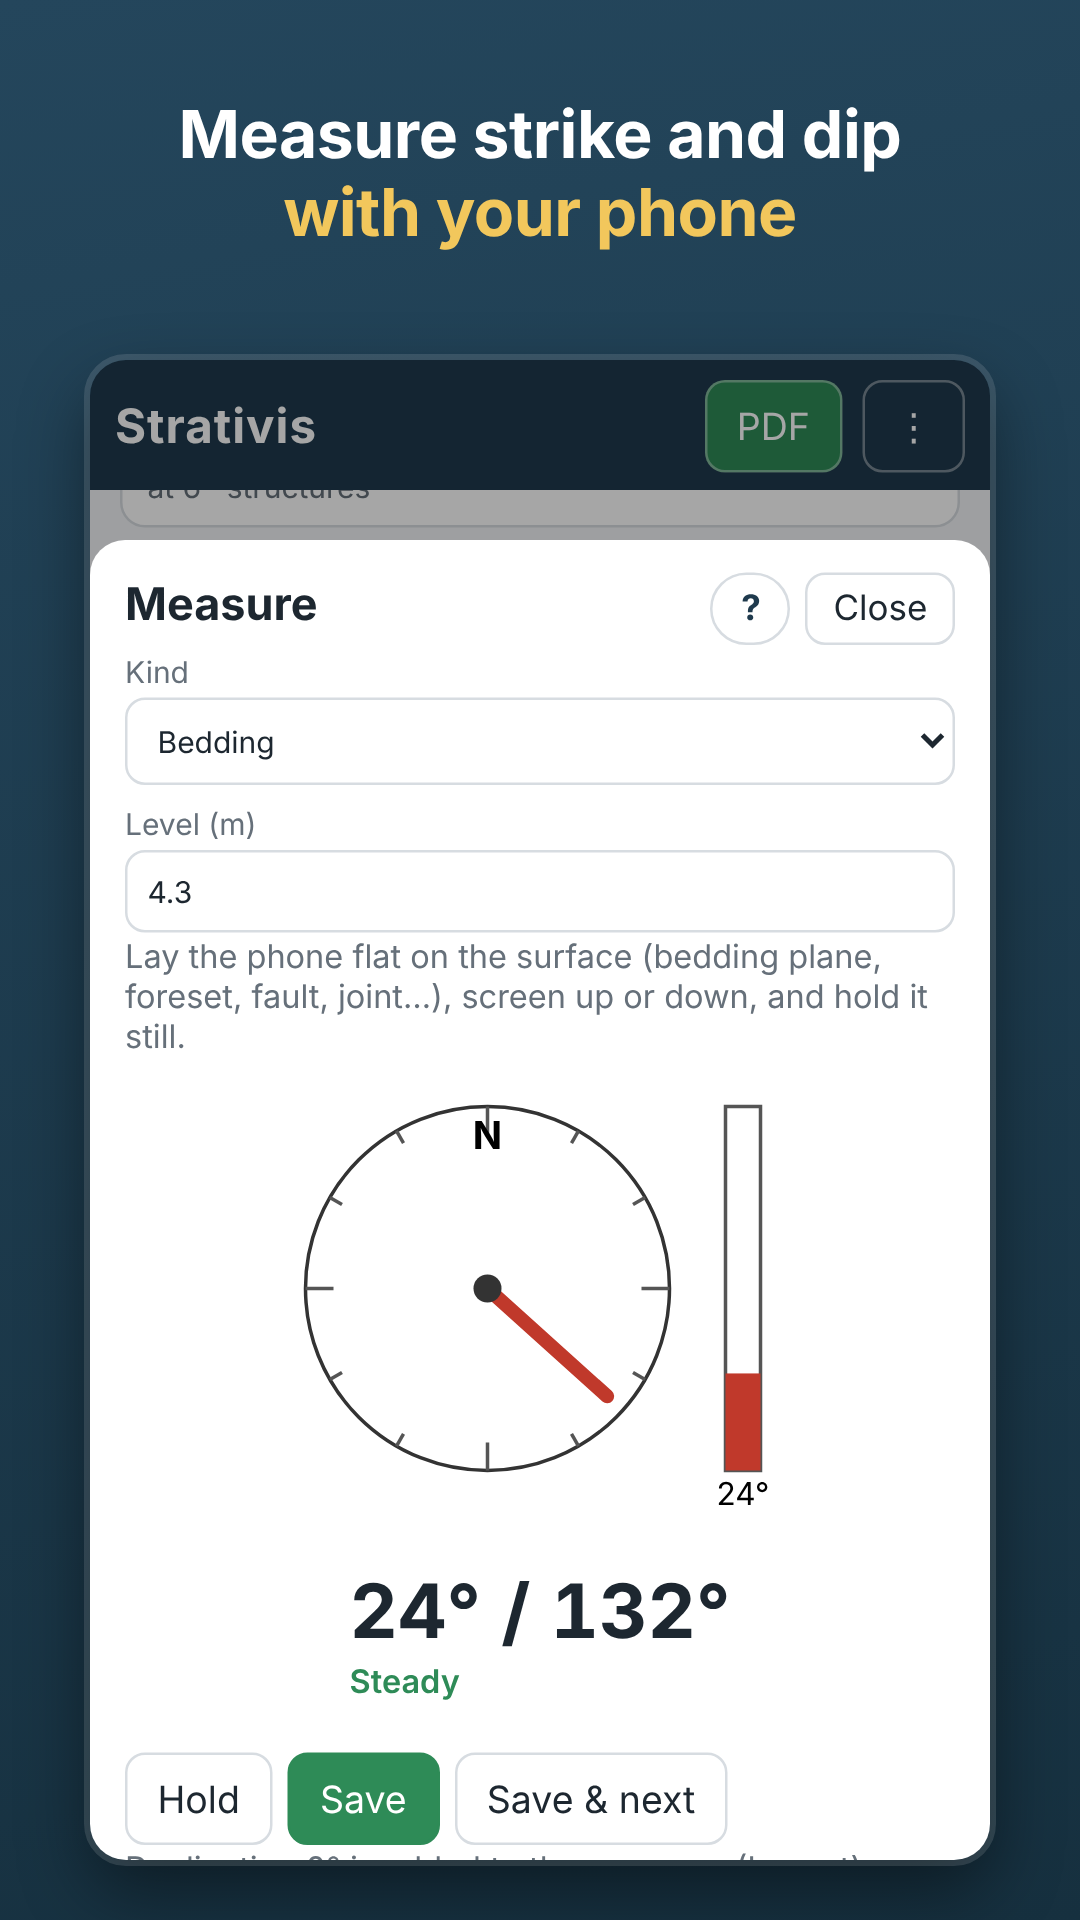 Measure strike and dip
with your phone
Strativis
PDF
⋮
structures
Measure
?
Close
Kind
Bedding
Level (m)
4.3
Lay the phone flat on the surface (bedding plane,
foreset, fault, joint...), screen up or down, and hold it
still.
N
24°
24° / 132°
Steady
Hold
Save
Save & next